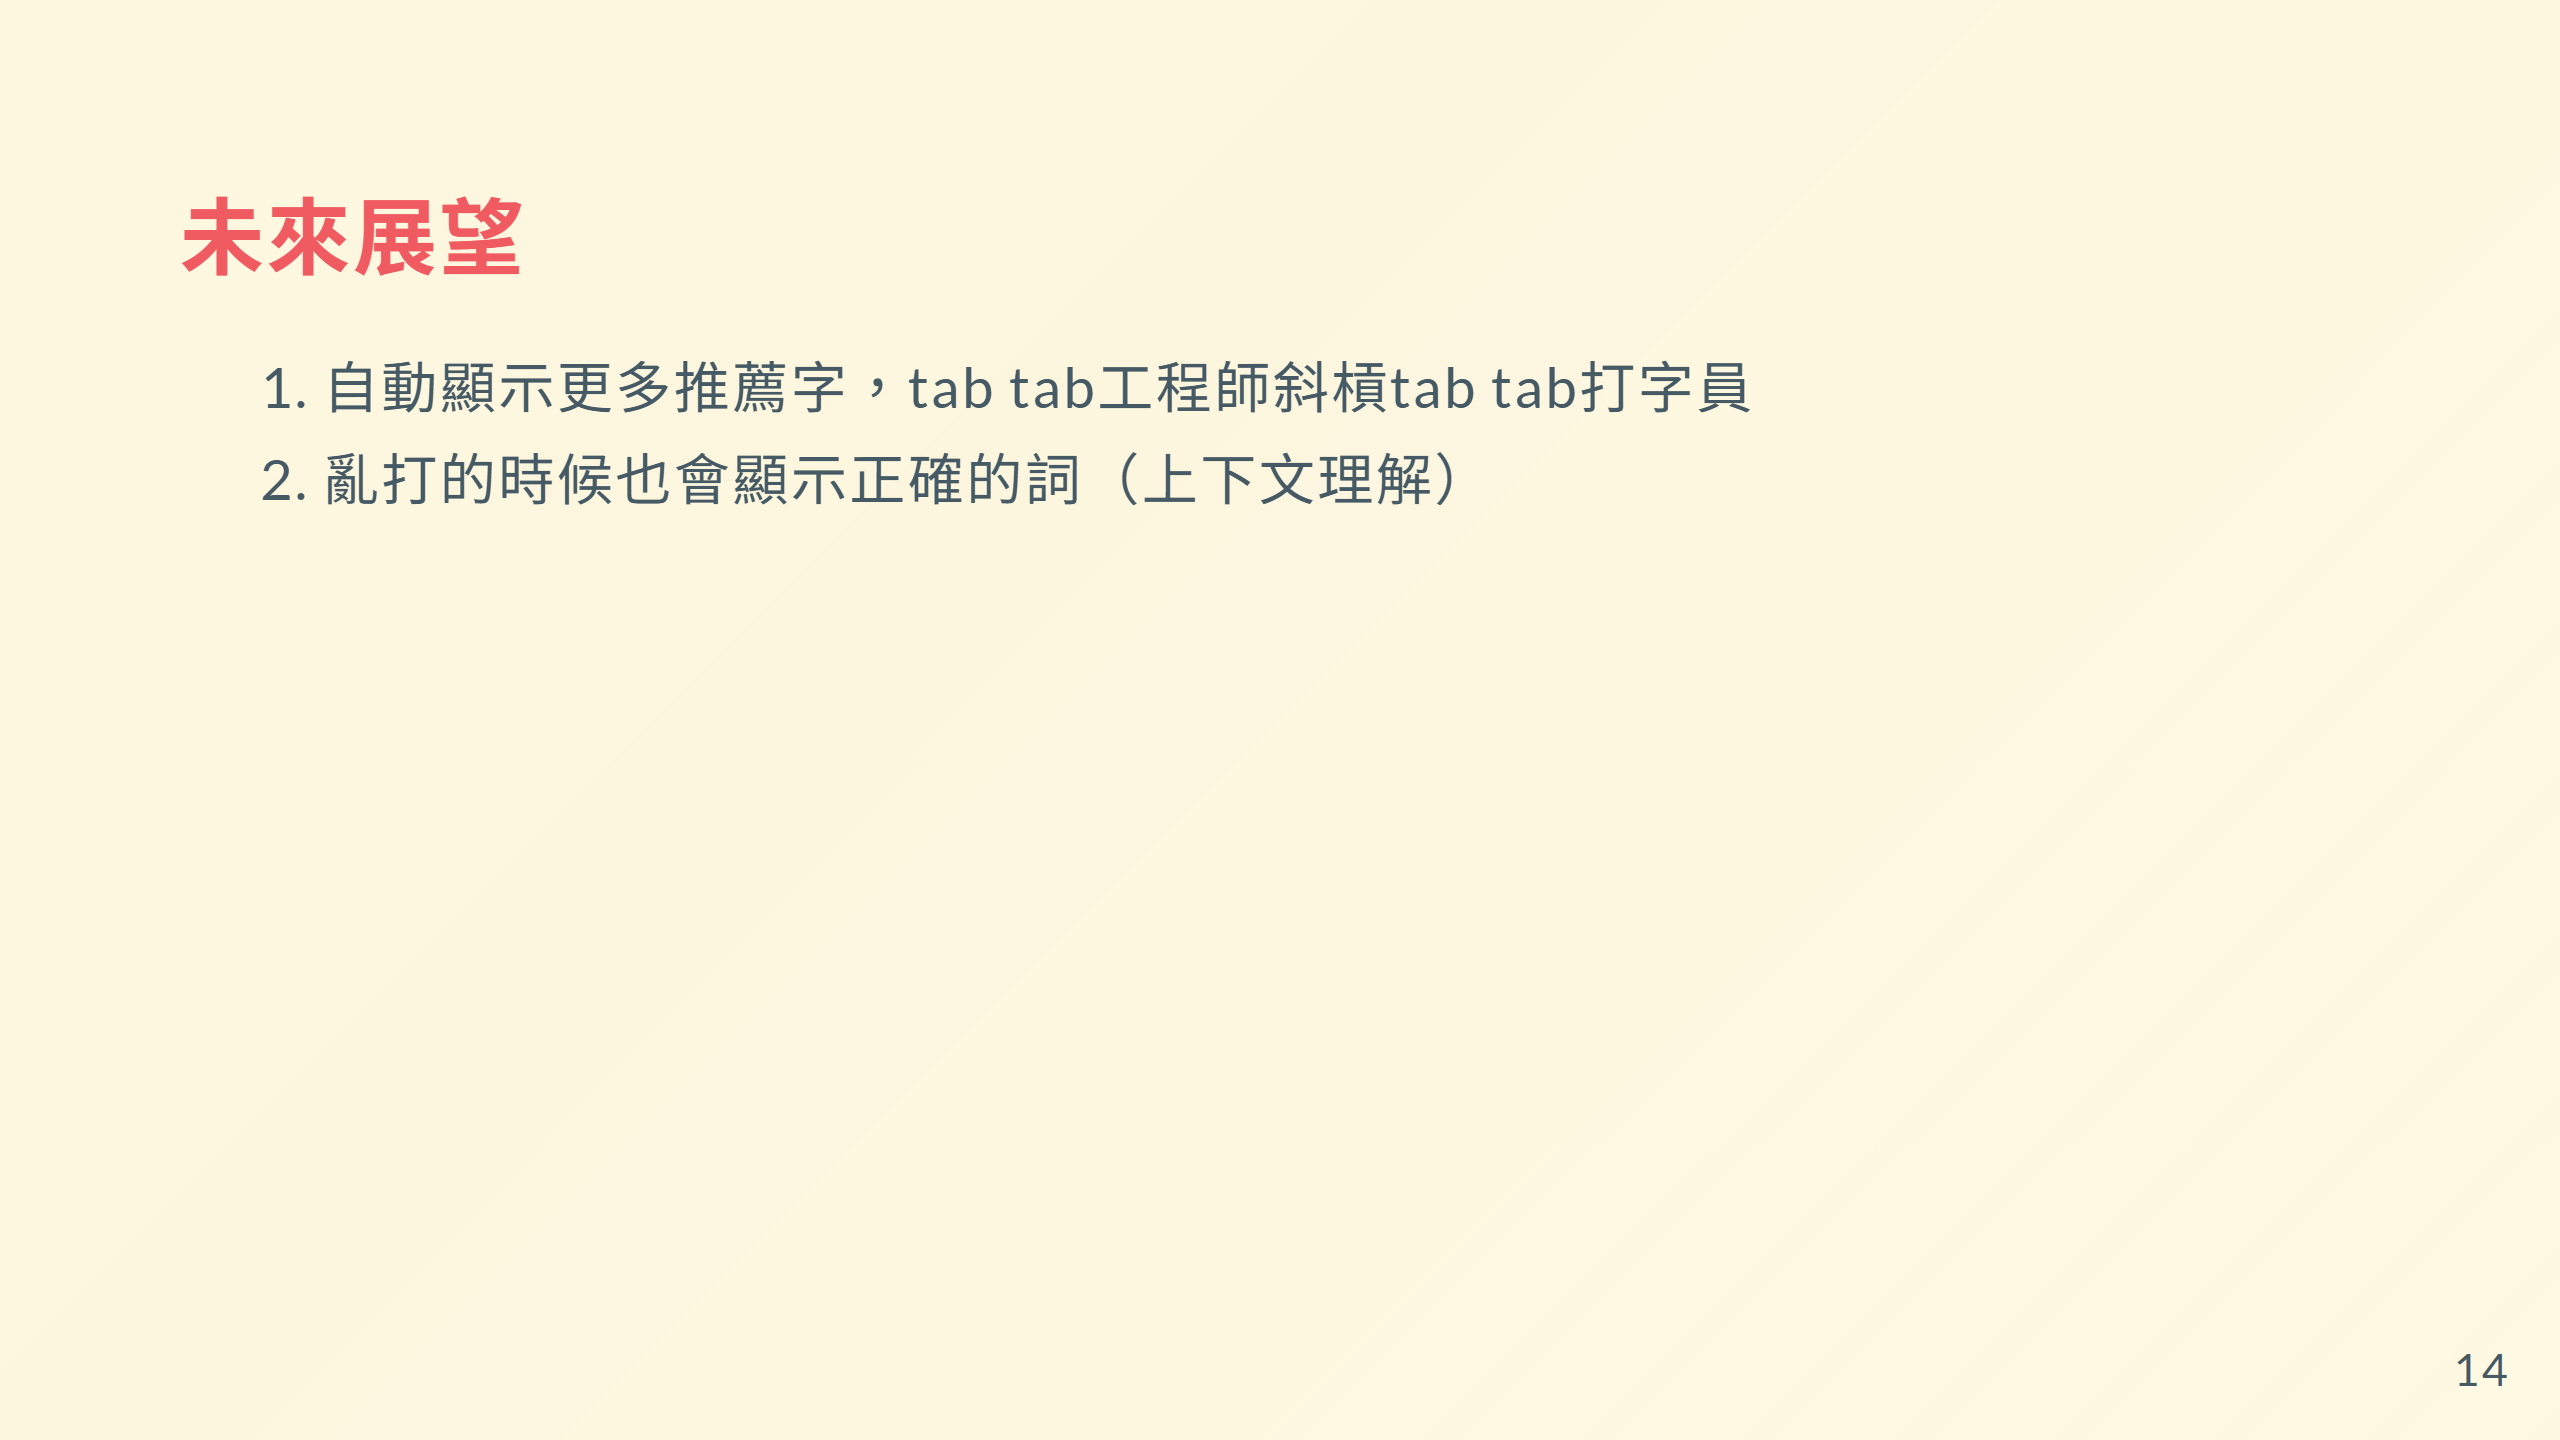 未來展望
1. 自動顯示更多推薦字，tab tab工程師斜槓tab tab打字員
2. 亂打的時候也會顯示正確的詞（上下文理解）
14